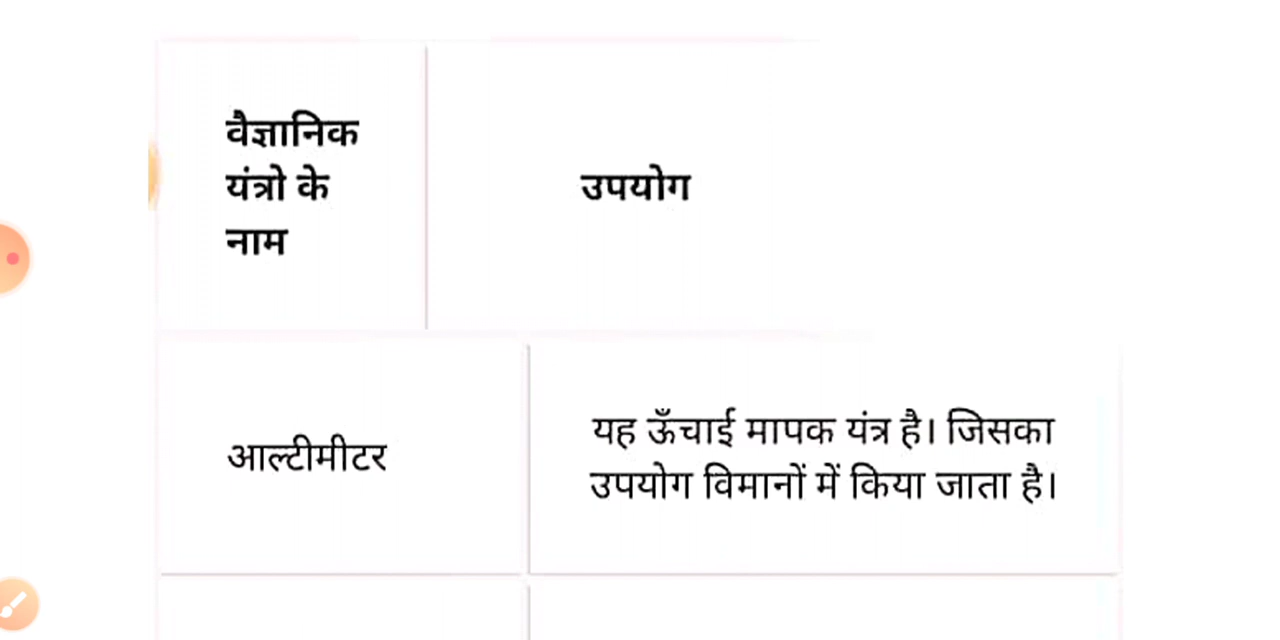 वैज्ञानिक
यंत्रो के
नाम
उपयोग
आल्टीमीटर
यह ऊँचाई मापक यंत्र है। जिसका
उपयोग विमानों में किया जाता है।